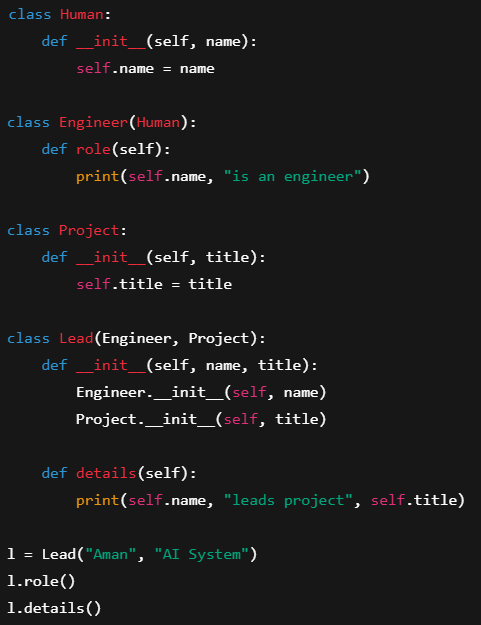 class Human:
    def __init__(self, name):
        self.name = name

class Engineer(Human):
    def role(self):
        print(self.name, "is an engineer")

class Project:
    def __init__(self, title):
        self.title = title

class Lead(Engineer, Project):
    def __init__(self, name, title):
        Engineer.__init__(self, name)
        Project.__init__(self, title)

    def details(self):
        print(self.name, "leads project", self.title)

l = Lead("Aman", "AI System")
l.role()
l.details()